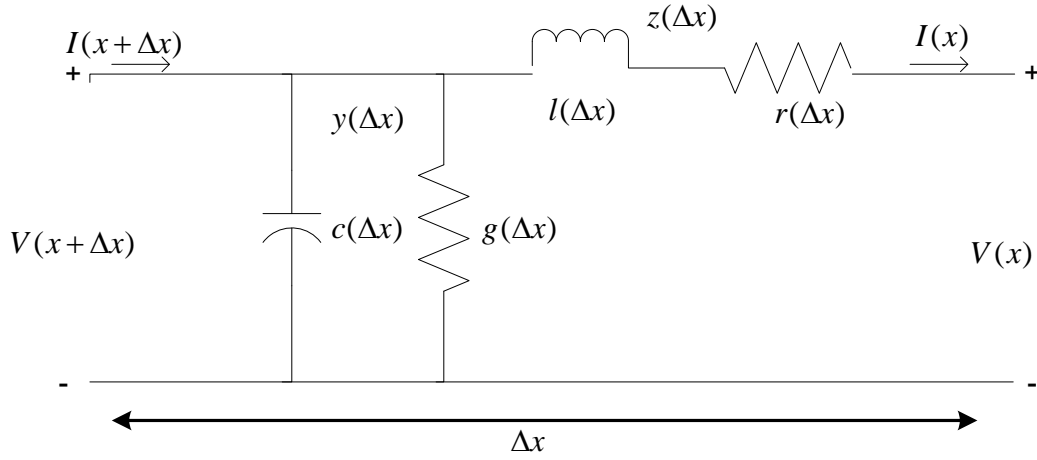 z(Δx)
I(x + Δx)
I(x)
+
+
l(Δx)
r(Δx)
y(Δx)
c(Δx)
g(Δx)
V(x + Δx)
V(x)
-
-
Δx